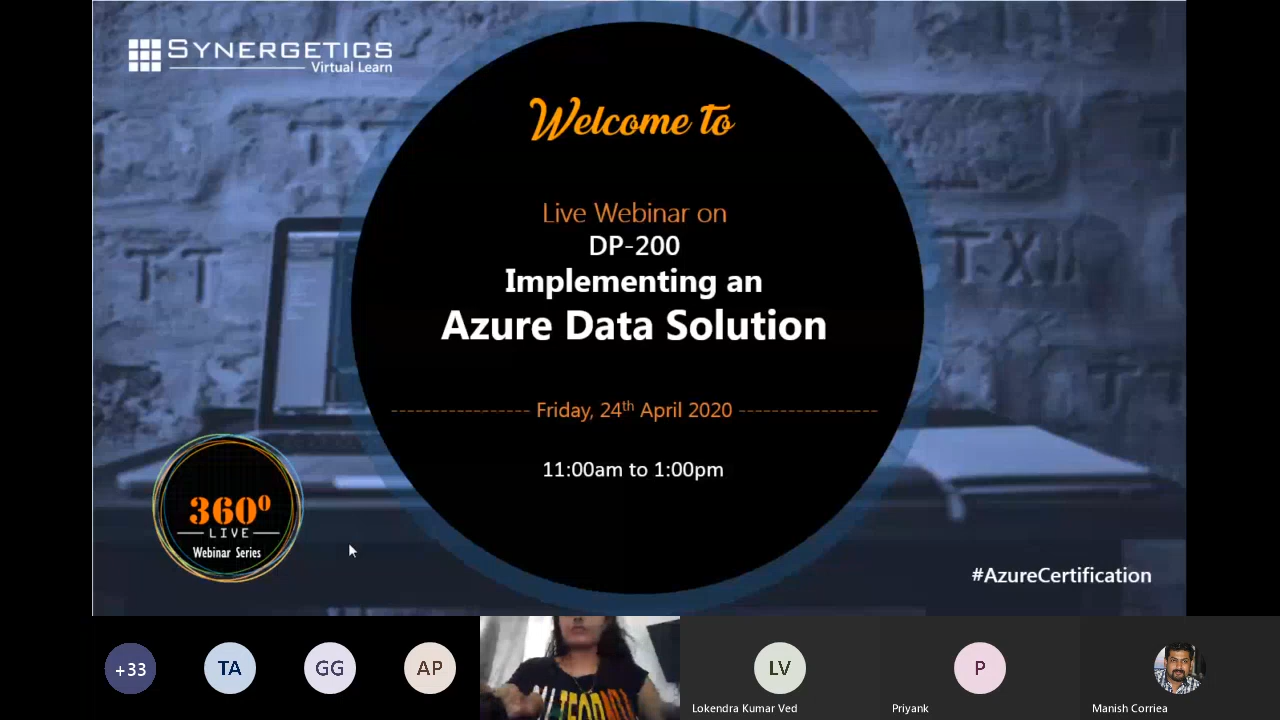 SYNERGETICS
Virtual Learn
Welcome to
Live Webinar on
DP-200
Implementing an
Azure Data Solution
----------------- Friday, 24th April 2020 -----------------
11:00am to 1:00pm
360⁰
LIVE
Webinar Series
#AzureCertification
+33
TA
GG
AP
LV
P
Lokendra Kumar Ved
Priyank
Manish Corriea